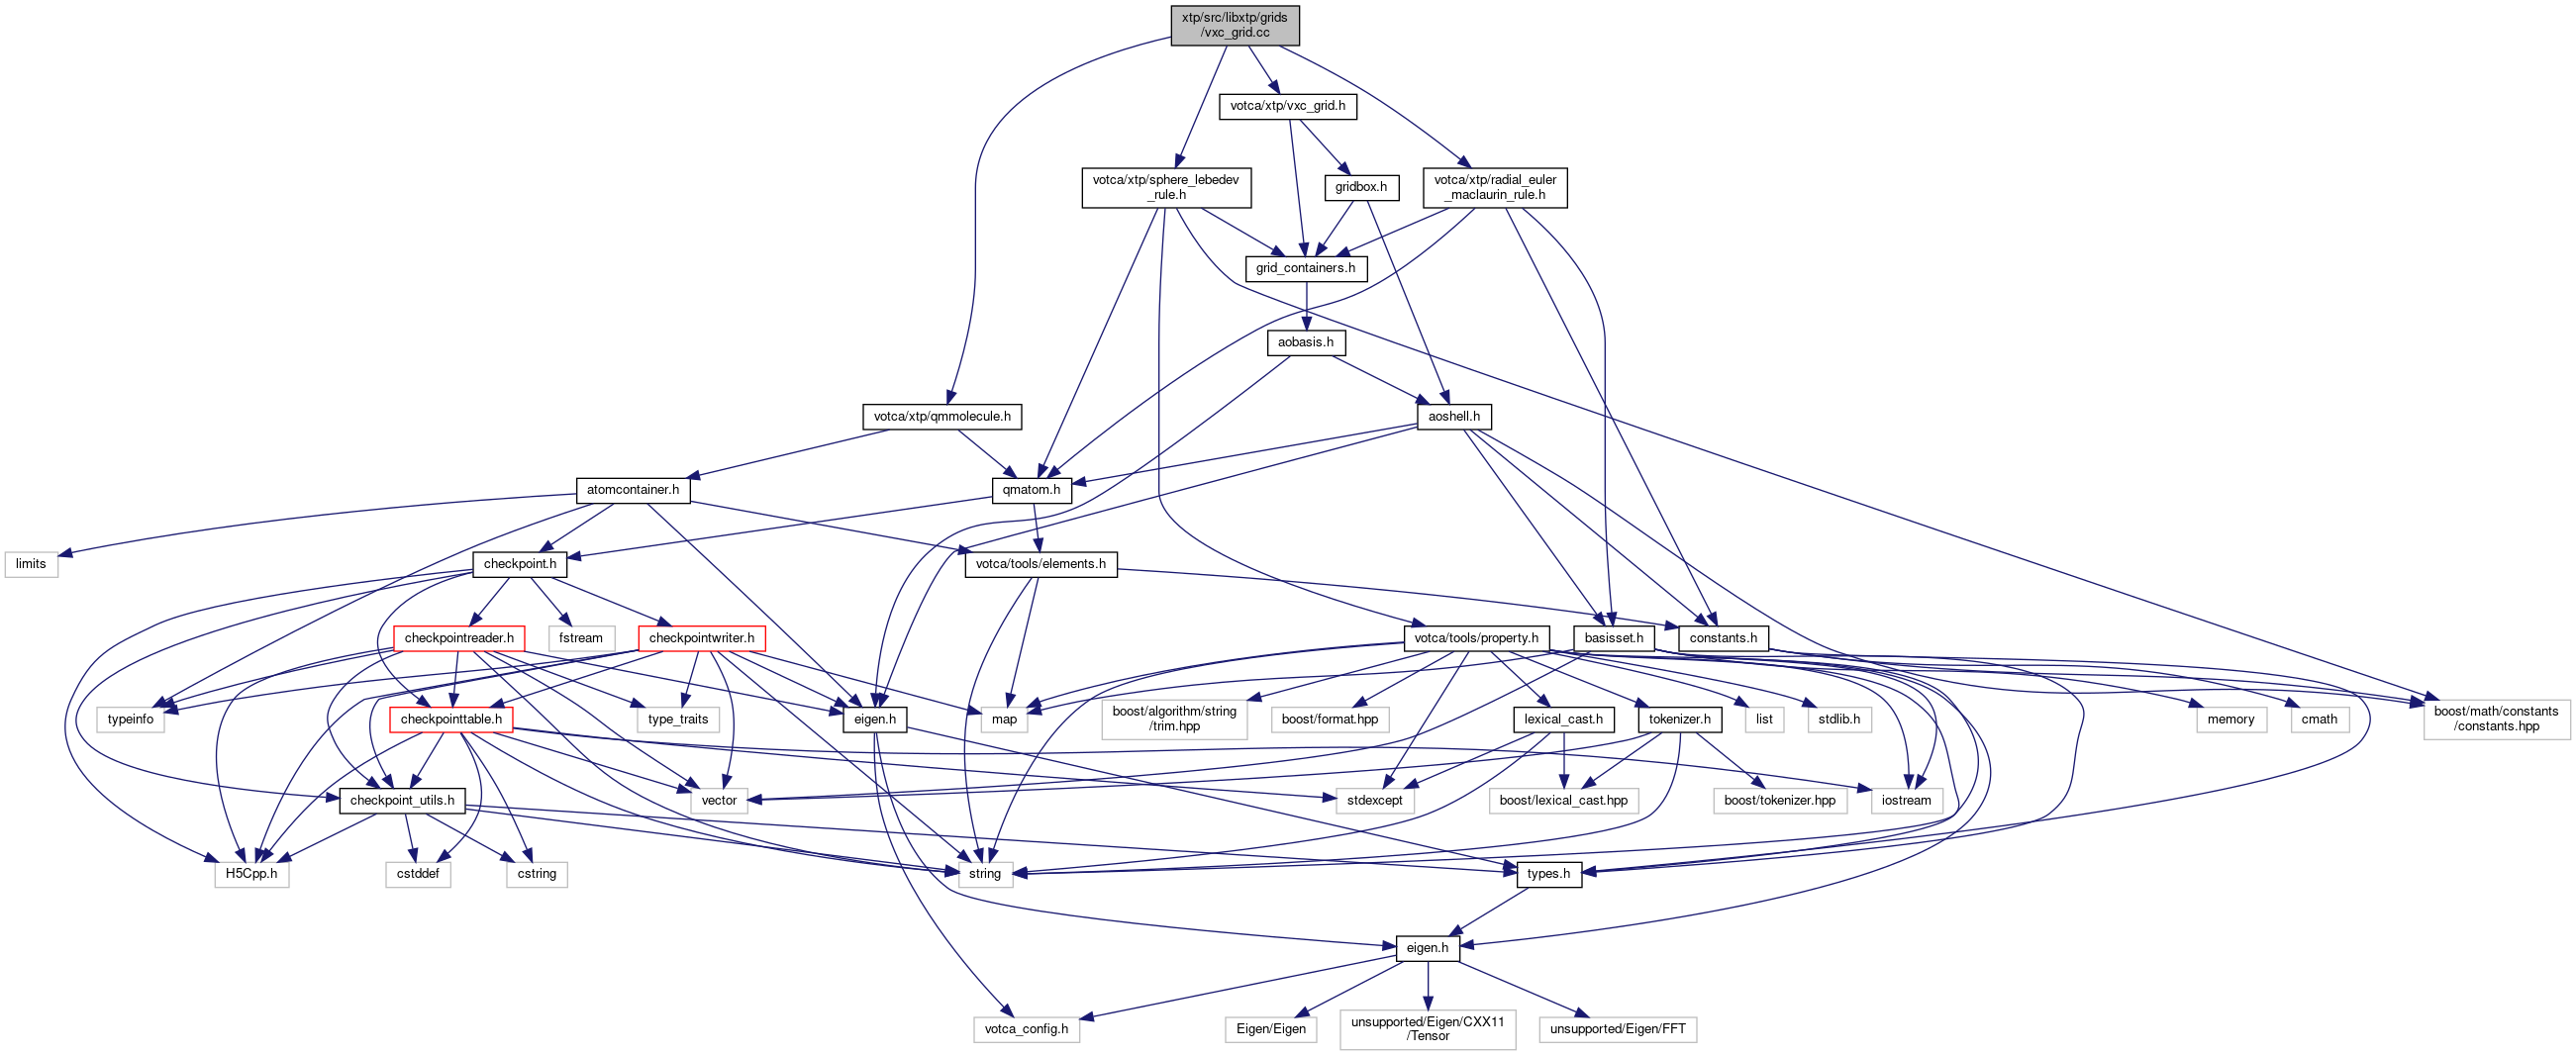 xtp/src/libxtp/grids
/vxc_grid.cc
votca/xtp/vxc_grid.h
votca/xtp/sphere_lebedev
_rule.h
gridbox.h
votca/xtp/radial_euler
_maclaurin_rule.h
grid_containers.h
aobasis.h
votca/xtp/qmmolecule.h
aoshell.h
atomcontainer.h
qmatom.h
limits
checkpoint.h
votca/tools/elements.h
checkpointreader.h
fstream
checkpointwriter.h
votca/tools/property.h
basisset.h
constants.h
typeinfo
checkpointtable.h
type_traits
eigen.h
map
boost/algorithm/string
/trim.hpp
boost/format.hpp
lexical_cast.h
tokenizer.h
list
stdlib.h
memory
cmath
boost/math/constants
/constants.hpp
checkpoint_utils.h
vector
stdexcept
boost/lexical_cast.hpp
boost/tokenizer.hpp
iostream
H5Cpp.h
cstddef
cstring
string
types.h
eigen.h
votca_config.h
Eigen/Eigen
unsupported/Eigen/CXX11
/Tensor
unsupported/Eigen/FFT